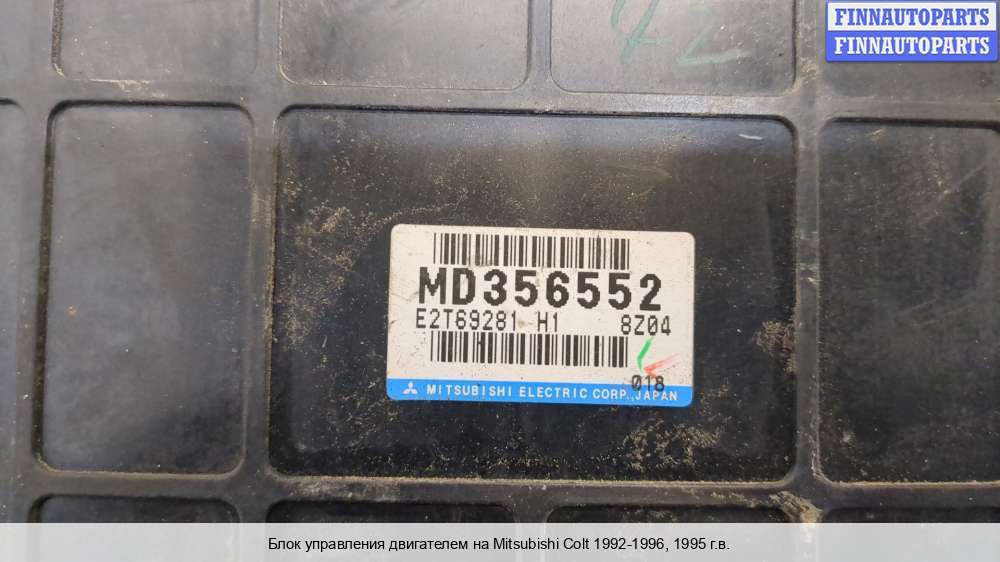 42
FINNAUTOPARTS
FINNAUTOPARTS
MD356552
E2T69281 H1 8Z04
018
MITSUBISHI ELECTRIC CORP.,JAPAN
Блок управления двигателем на Mitsubishi Colt 1992-1996, 1995 г.в.